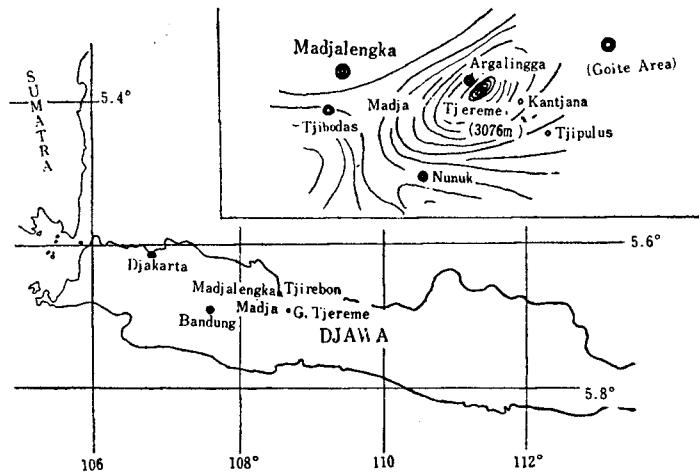 Madjalengka
Argalingga
(Goite Area)
Madja
Tjereme
Kantjana
Tjibodas
(3076m)
Tjipulus
Nunuk
SUMATRA
5.4°
5.6°
Djakarta
Madjalengka Tjirebon
Madja G. Tjereme
Bandung
DJAWA
5.8°
106 108° 110 112°